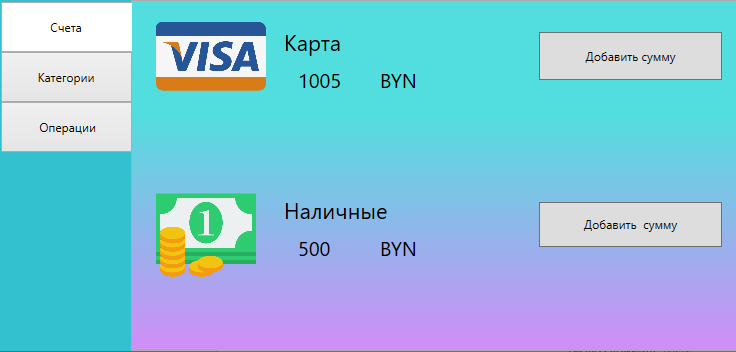 Счета
Категории
Операции
VISA
Карта
1005 BYN
Добавить сумму
1
Наличные
500 BYN
Добавить сумму